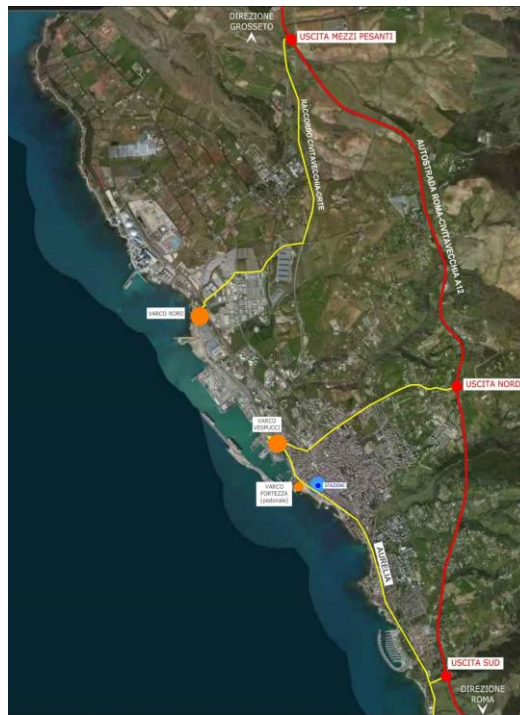 DIREZIONE
GROSSETO
USCITA MEZZI PESANTI
RACCORDO CIVITAVECCHIA-ORTE
AUTOSTRADA ROMA-CIVITAVECCHIA A12
VARCO NORD
USCITA NORD
VARCO
VESPUCCI
VARCO
FORTEZZA
(pedonale)
STAZIONE
AURELIA
USCITA SUD
DIREZIONE
ROMA